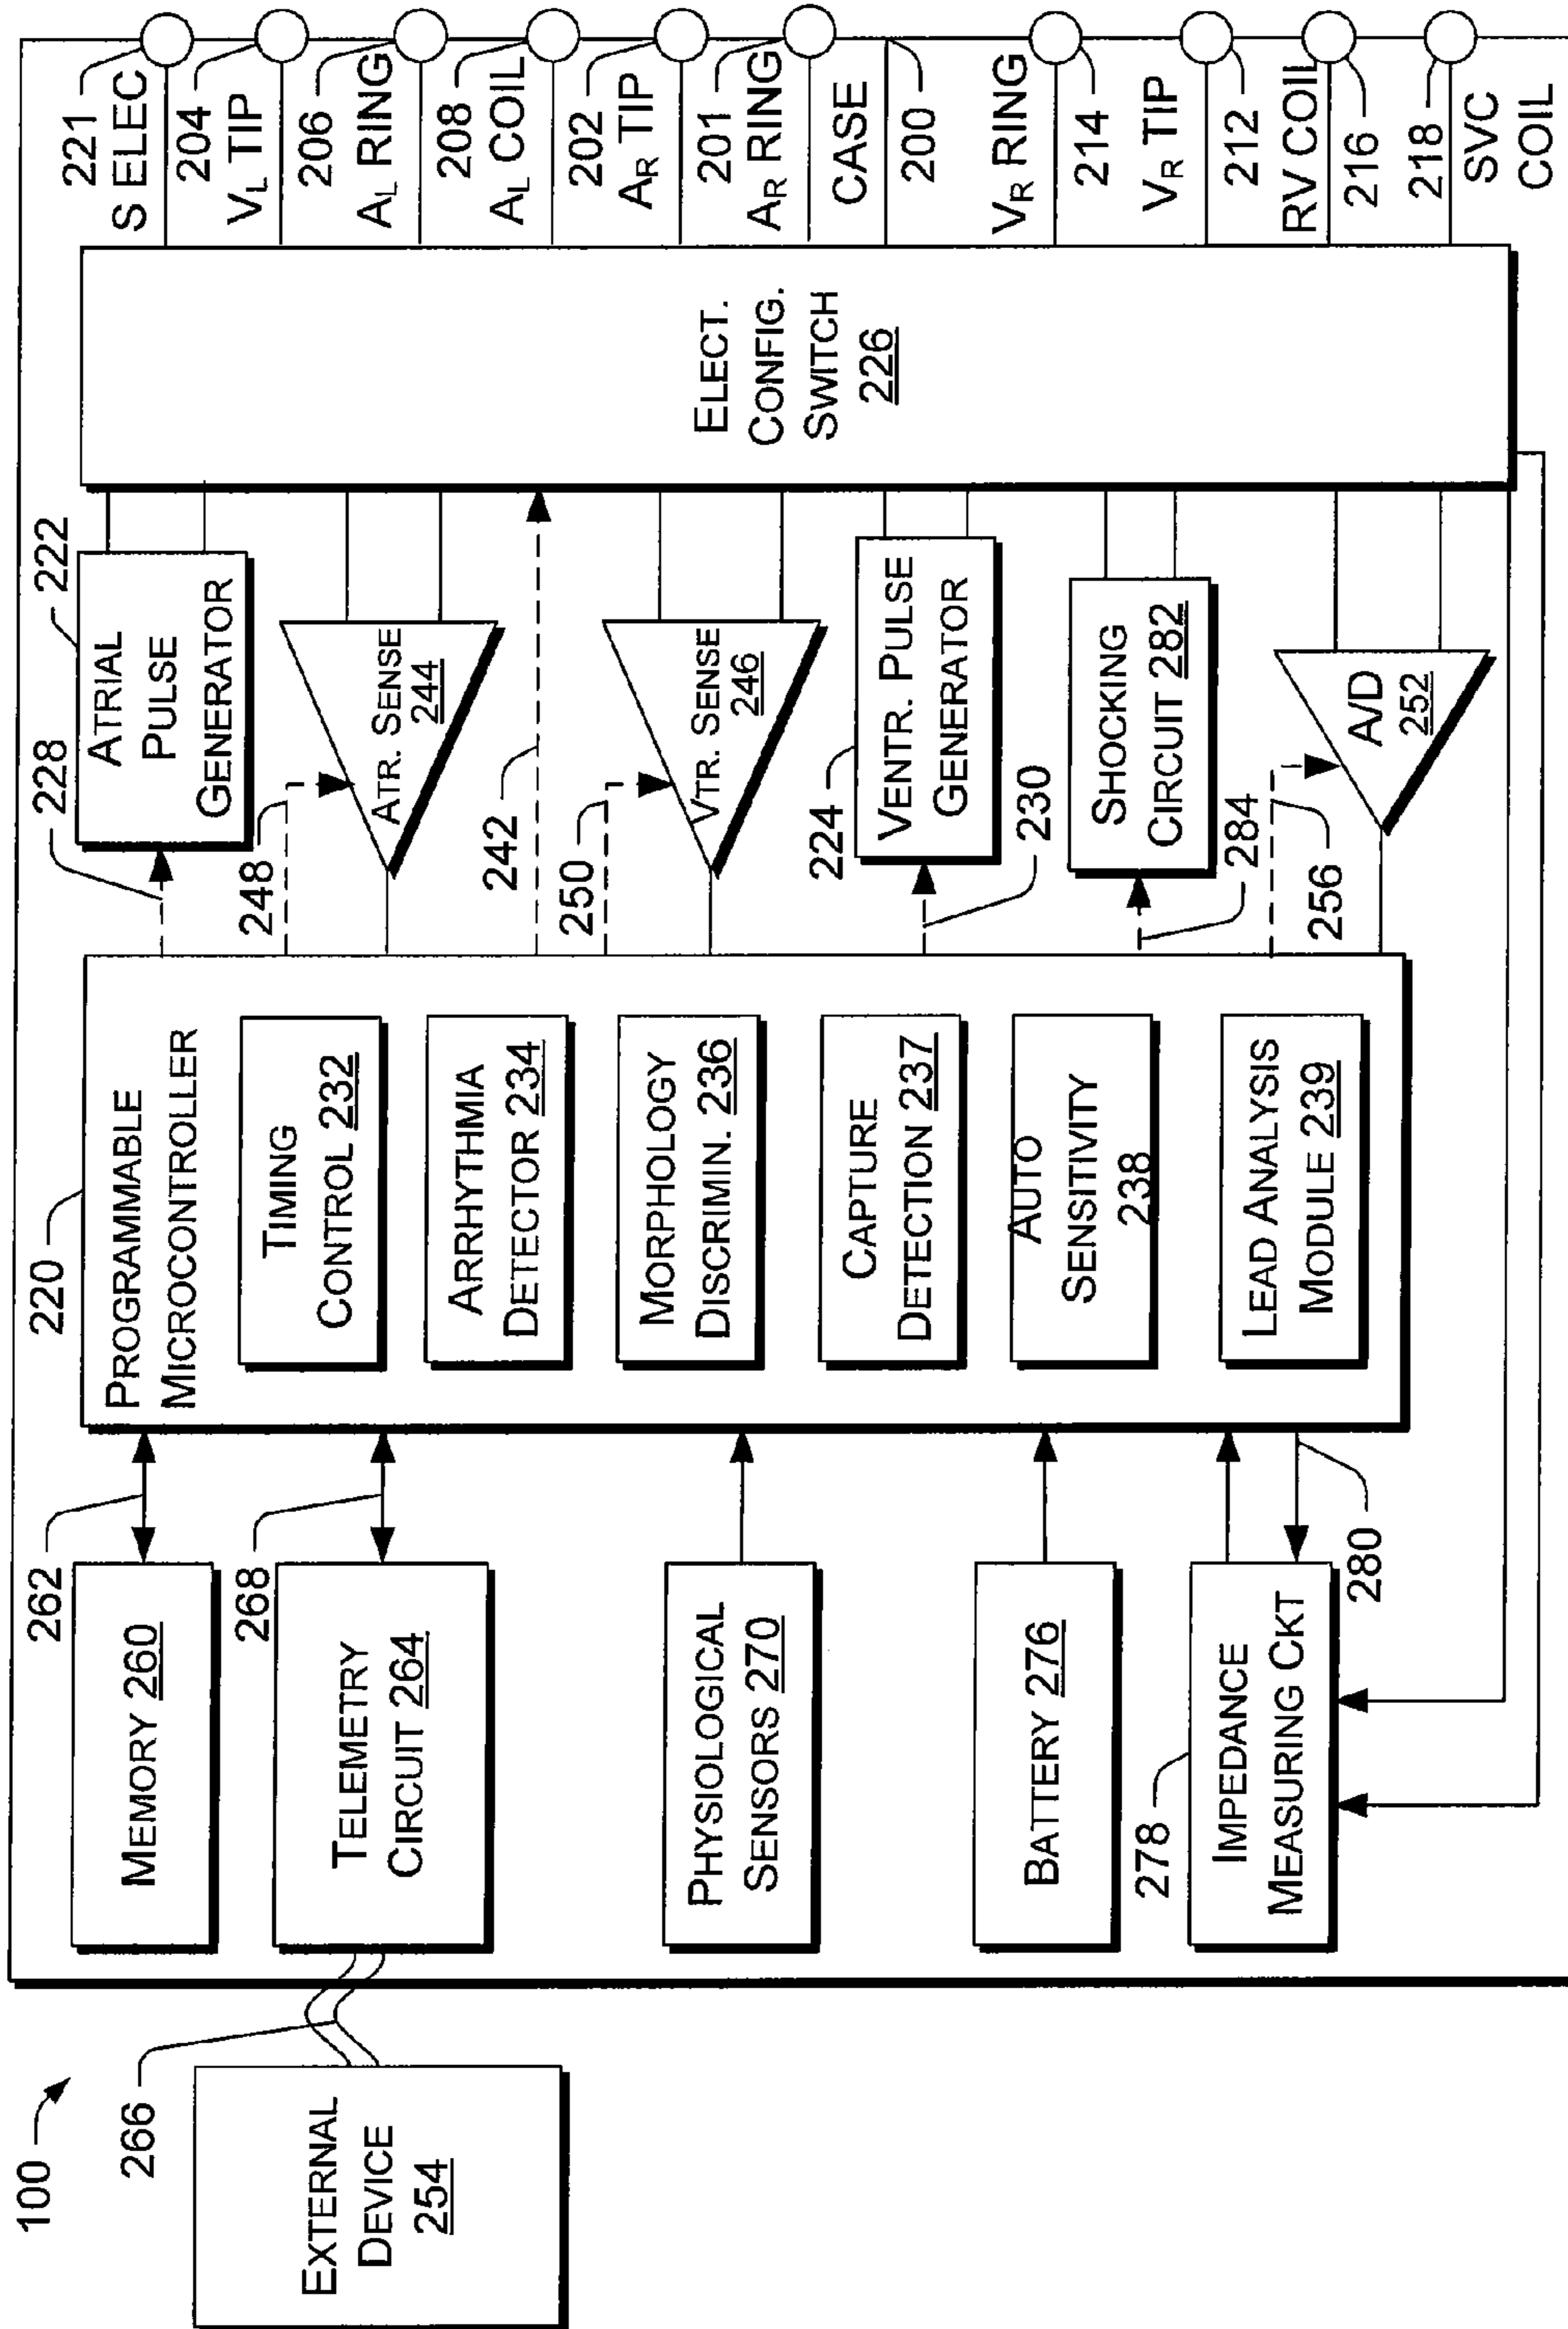 100
EXTERNAL
DEVICE
254
266
MEMORY 260
262
TELEMETRY
CIRCUIT 264
268
PHYSIOLOGICAL
SENSORS 270
BATTERY 276
278
IMPEDANCE
MEASURING CKT
280
220
PROGRAMMABLE
MICROCONTROLLER
TIMING
CONTROL 232
ARRHYTHMIA
DETECTOR 234
MORPHOLOGY
DISCRIMIN. 236
CAPTURE
DETECTION 237
AUTO
SENSITIVITY
238
LEAD ANALYSIS
MODULE 239
228
222
ATRIAL
PULSE
GENERATOR
248
ATR. SENSE
244
242
250
VTR. SENSE
246
224
VENTR. PULSE
GENERATOR
230
SHOCKING
CIRCUIT 282
284
256
A/D
252
ELECT.
CONFIG.
SWITCH
226
221
S ELEC
204
VL TIP
206
AL RING
208
AL COIL
202
AR TIP
201
AR RING
CASE
200
VR RING
214
VR TIP
212
RV COIL
216
218
SVC
COIL